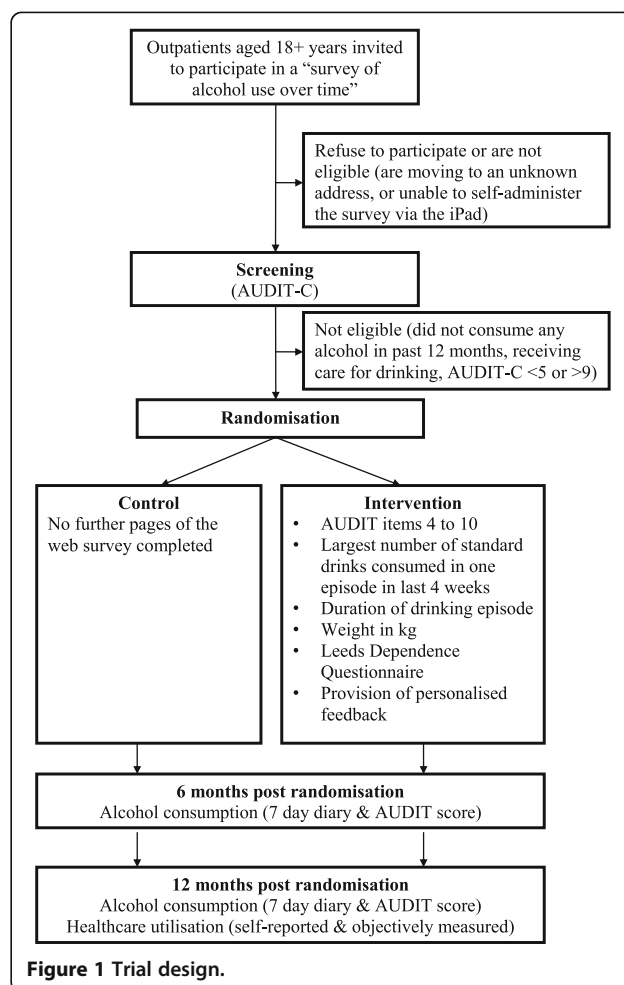 Outpatients aged 18+ years invited
to participate in a “survey of
alcohol use over time”
Refuse to participate or are not
eligible (are moving to an unknown
address, or unable to self-administer
the survey via the iPad)
Screening
(AUDIT-C)
Not eligible (did not consume any
alcohol in past 12 months, receiving
care for drinking, AUDIT-C <5 or >9)
Randomisation
Control
No further pages of the
web survey completed
Intervention
• AUDIT items 4 to 10
• Largest number of standard
drinks consumed in one
episode in last 4 weeks
• Duration of drinking episode
• Weight in kg
• Leeds Dependence
Questionnaire
• Provision of personalised
feedback
6 months post randomisation
Alcohol consumption (7 day diary & AUDIT score)
12 months post randomisation
Alcohol consumption (7 day diary & AUDIT score)
Healthcare utilisation (self-reported & objectively measured)
Figure 1 Trial design.